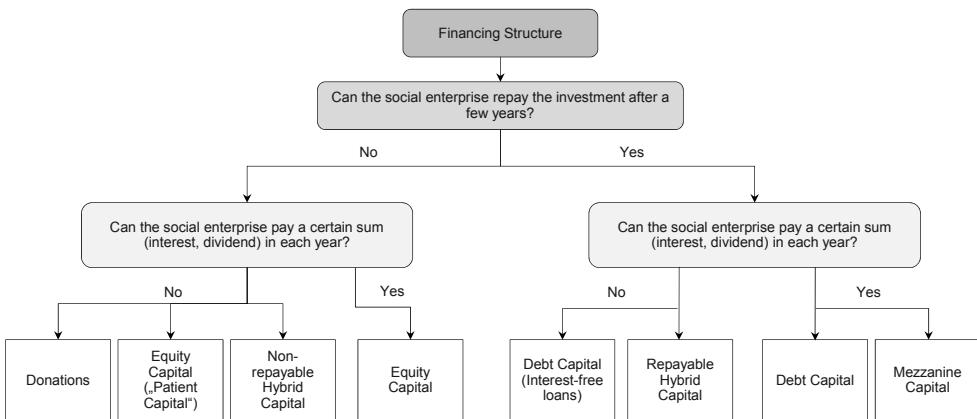 Financing Structure
Can the social enterprise repay the investment after a
few years?
No
Yes
Can the social enterprise pay a certain sum
(interest, dividend) in each year?
Can the social enterprise pay a certain sum
(interest, dividend) in each year?
No
Yes
No
Yes
Donations
Equity
Capital
(„Patient
Capital“)
Non-
repayable
Hybrid
Capital
Equity
Capital
Debt Capital
(Interest-free
loans)
Repayable
Hybrid
Capital
Debt Capital
Mezzanine
Capital